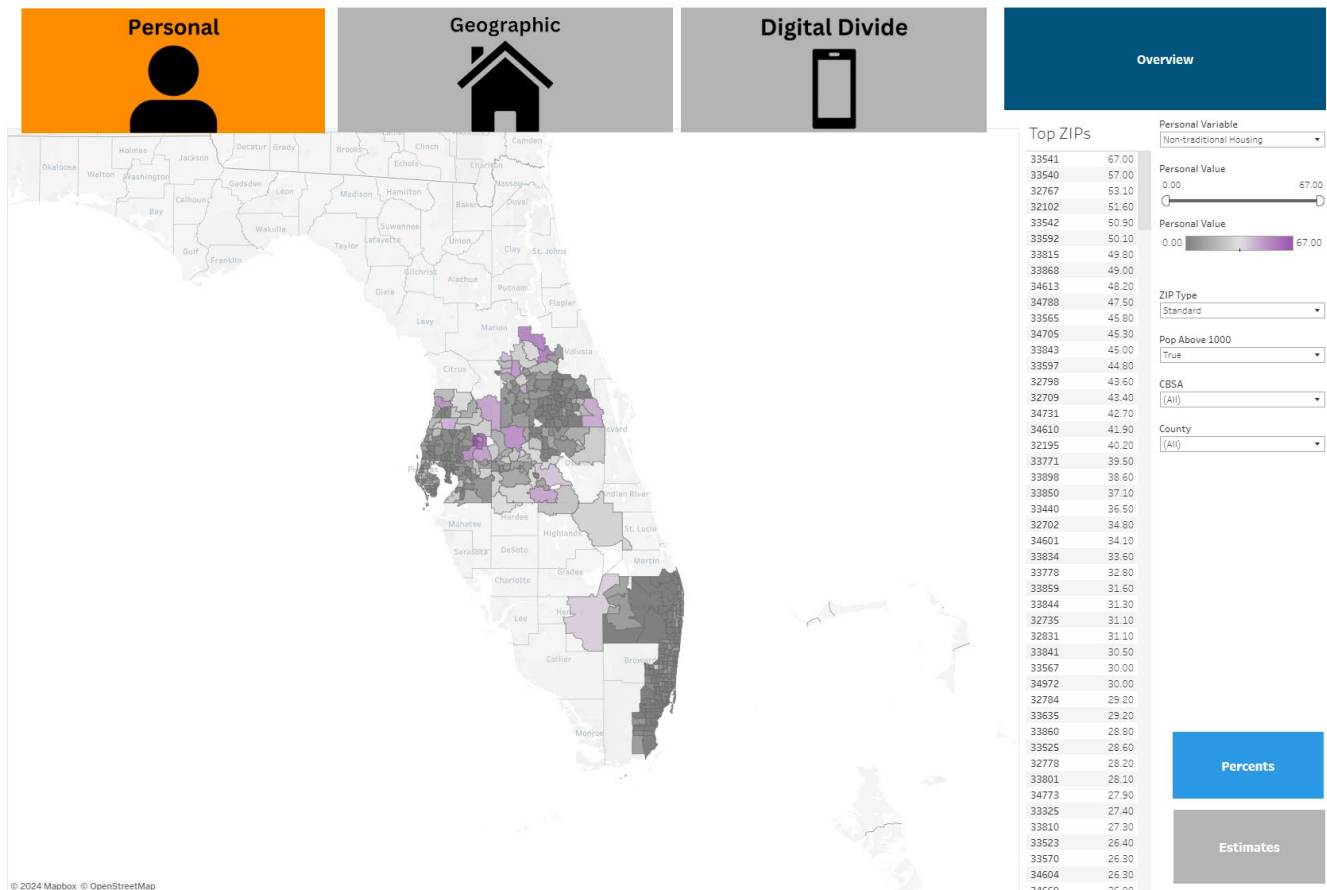 Personal
Geographic
Digital Divide
Overview
Holmes
Jackson
Decatur
Grady
Brooks
Clinch
Echols
Camden
Charlton
Okaloosa
Walton
Washington
Gadsden
Leon
Madison
Hamilton
Nassau
Baker
Duval
Bay
Calhoun
Wakulla
Taylor
Lafayette
Suwannee
Union
Clay
St. Johns
Gulf
Franklin
Gilchrist
Dixie
Alachua
Putnam
Flagler
Levy
Marion
Volusia
Citrus
Indian River
Manatee
Hardee
Highlands
St. Lucie
Sarasota
DeSoto
Martin
Charlotte
Glades
Lee
Collier
Monroe
© 2024 Mapbox © OpenStreetMap
Top ZIPs
33541 67.00
33540 57.00
32767 53.10
32102 51.60
33542 50.90
33592 50.10
33815 49.80
33868 49.00
34613 48.20
34788 47.50
33565 45.80
34705 45.30
33843 45.00
33597 44.80
32798 43.60
32709 43.40
34731 42.70
34610 41.90
32195 40.20
33771 39.50
33898 38.60
33850 37.10
33440 36.50
32702 34.80
34601 34.10
33834 33.60
33778 32.80
33859 31.60
33844 31.30
32735 31.10
32831 31.10
33841 30.50
33567 30.00
34972 30.00
32784 29.20
33635 29.20
33860 28.80
33525 28.60
32778 28.20
33801 28.10
34773 27.90
33325 27.40
33810 27.30
33523 26.40
33570 26.30
34604 26.30
Personal Variable
Non-traditional Housing
Personal Value
0.00 67.00
Personal Value
0.00 67.00
ZIP Type
Standard
Pop Above 1000
True
CBSA
(All)
County
(All)
Percents
Estimates